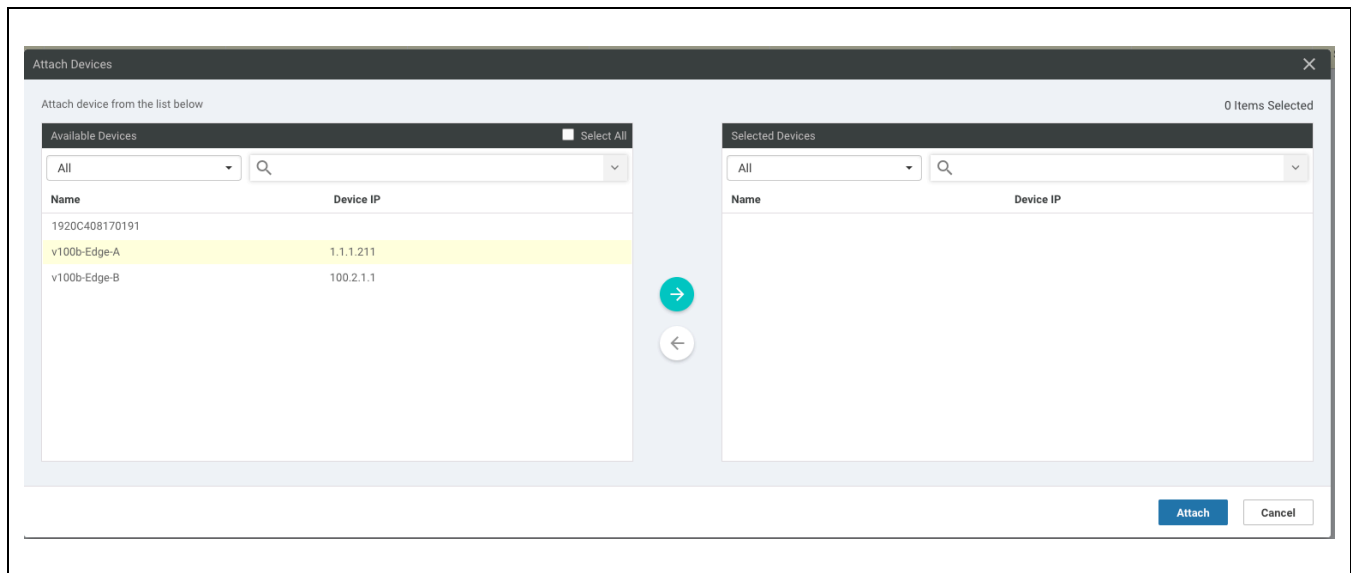 Attach Devices
Attach device from the list below
0 Items Selected
Available Devices Select All
Selected Devices
All
All
Name Device IP
Name Device IP
1920C408170191
v100b-Edge-A 1.1.1.211
v100b-Edge-B 100.2.1.1
Attach Cancel